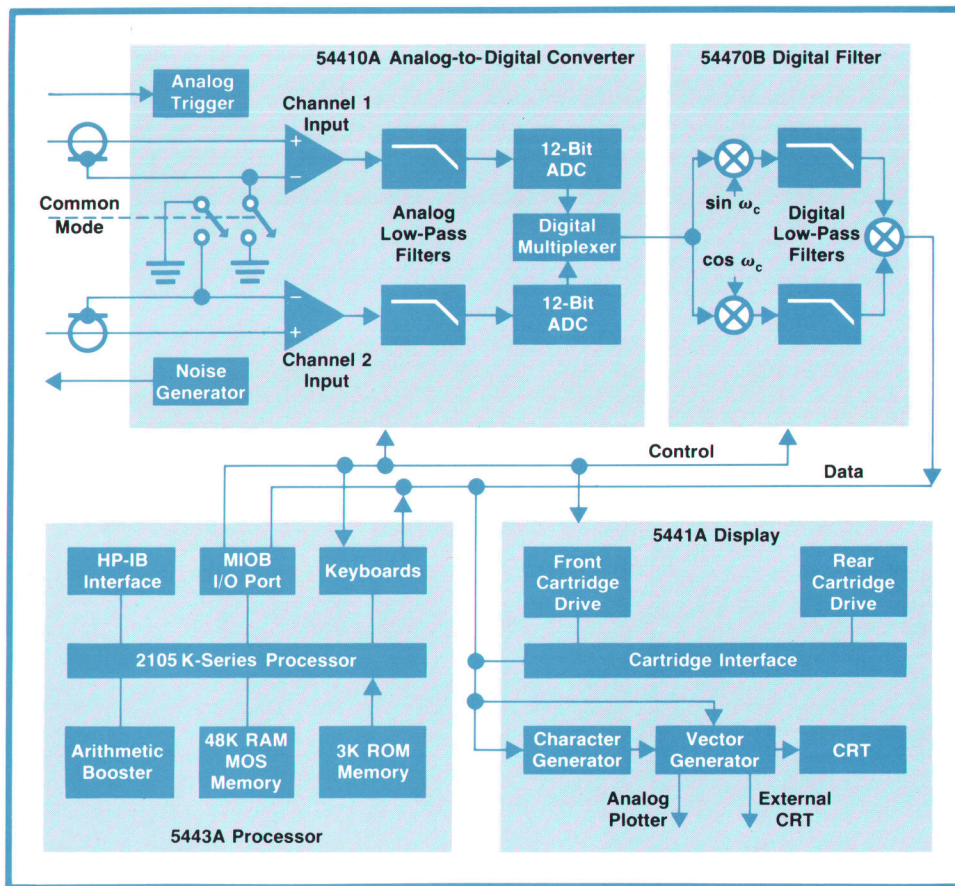 54410A Analog-to-Digital Converter
Analog
Trigger
Channel 1
Input
12-Bit
ADC
Common
Mode
Analog
Low-Pass
Filters
Digital
Multiplexer
12-Bit
ADC
Channel 2
Input
Noise
Generator
54470B Digital Filter
sin ωc
Digital
Low-Pass
Filters
cos ωc
Control
Data
HP-IB
Interface
MIOB
I/O Port
Keyboards
2105 K-Series Processor
Arithmetic
Booster
48K RAM
MOS
Memory
3K ROM
Memory
5443A Processor
5441A Display
Front
Cartridge
Drive
Rear
Cartridge
Drive
Cartridge Interface
Character
Generator
Vector
Generator
CRT
Analog
Plotter
External
CRT